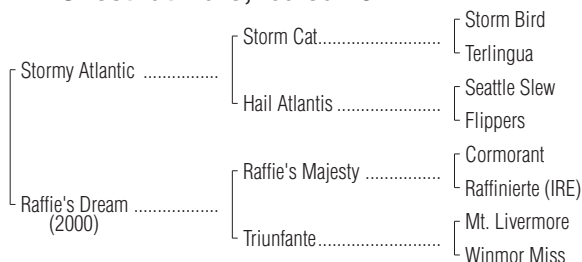 Storm Bird
Storm Cat..............................
Terlingua
Stormy Atlantic ..................
Seattle Slew
Hail Atlantis .........................
Flippers
Cormorant
Raffie's Majesty ..................
Raffinierte (IRE)
Raffie's Dream ....................
(2000)
Mt. Livermore
Triunfante..............................
Winmor Miss